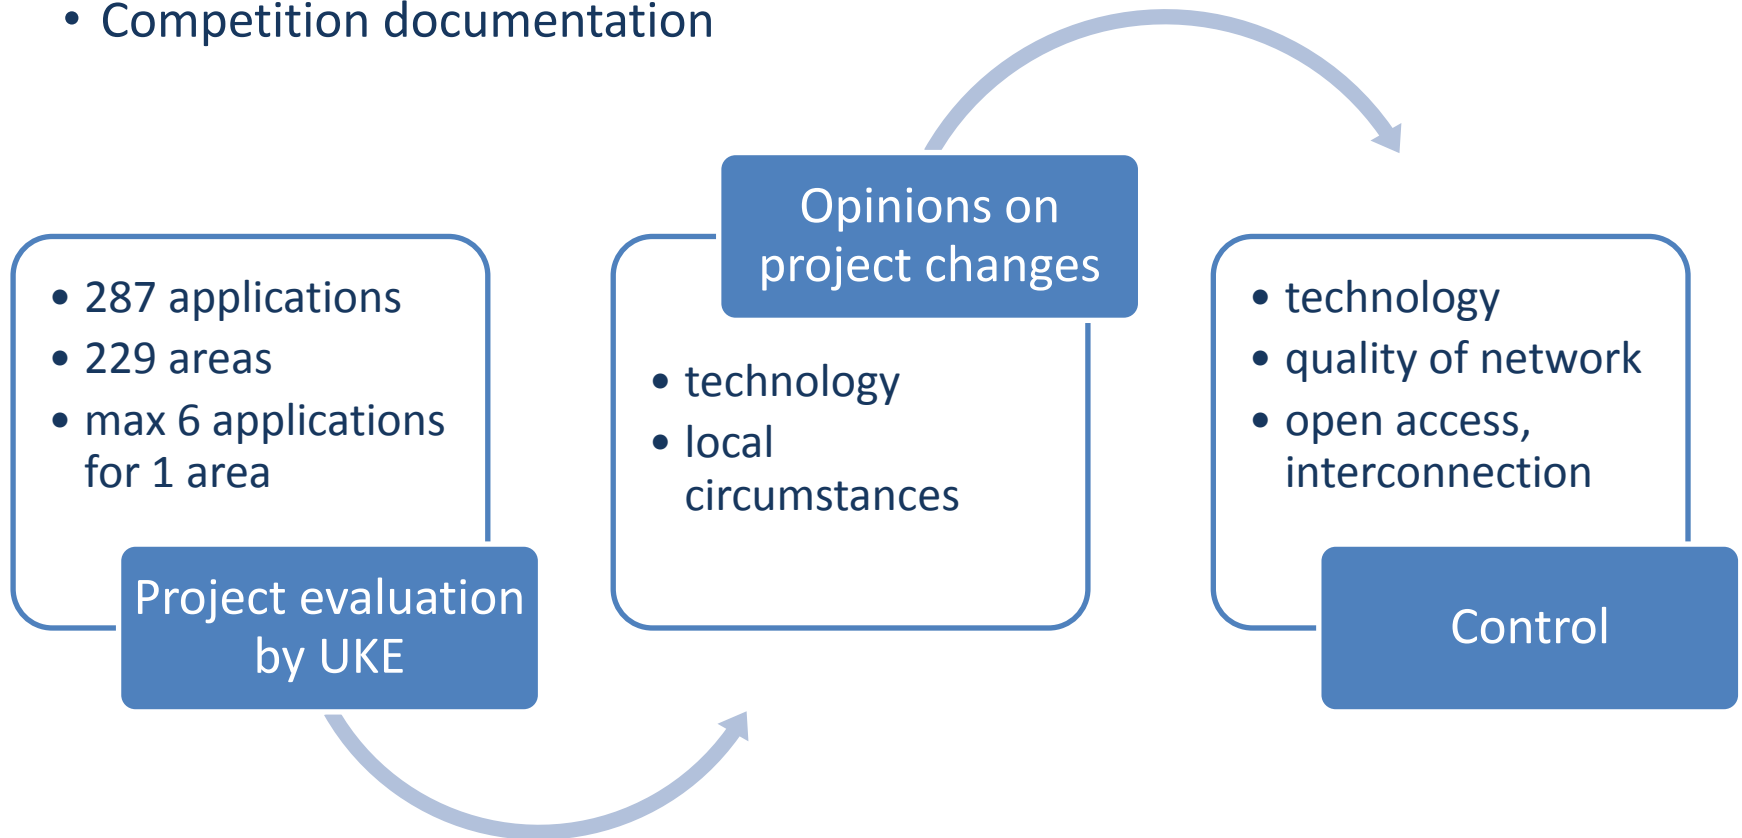 • Competition documentation
• 287 applications
• 229 areas
• max 6 applications
for 1 area
Project evaluation
by UKE
Opinions on
project changes
• technology
• local
circumstances
• technology
• quality of network
• open access,
interconnection
Control